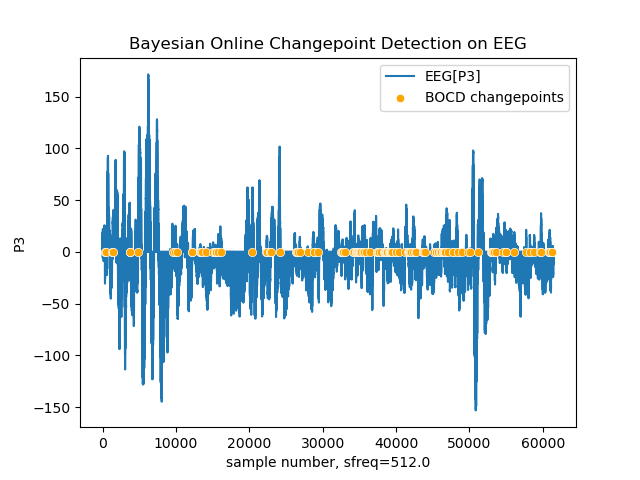 Bayesian Online Changepoint Detection on EEG
EEG[P3]
BOCD changepoints
150
100
50
0
−50
−100
−150
P3
0 10000 20000 30000 40000 50000 60000
sample number, sfreq=512.0